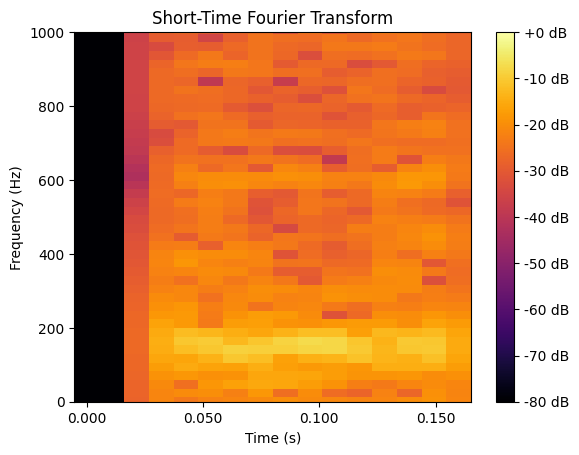 Short-Time Fourier Transform
1000
800
600
400
200
0
Frequency (Hz)
0.000
0.050
0.100
0.150
Time (s)
+0 dB
-10 dB
-20 dB
-30 dB
-40 dB
-50 dB
-60 dB
-70 dB
-80 dB